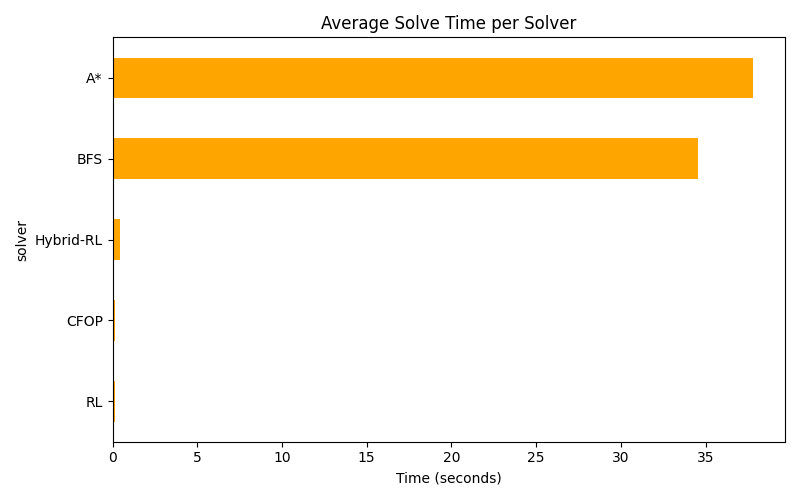 Average Solve Time per Solver
solver
A*
BFS
Hybrid-RL
CFOP
RL
0 5 10 15 20 25 30 35
Time (seconds)